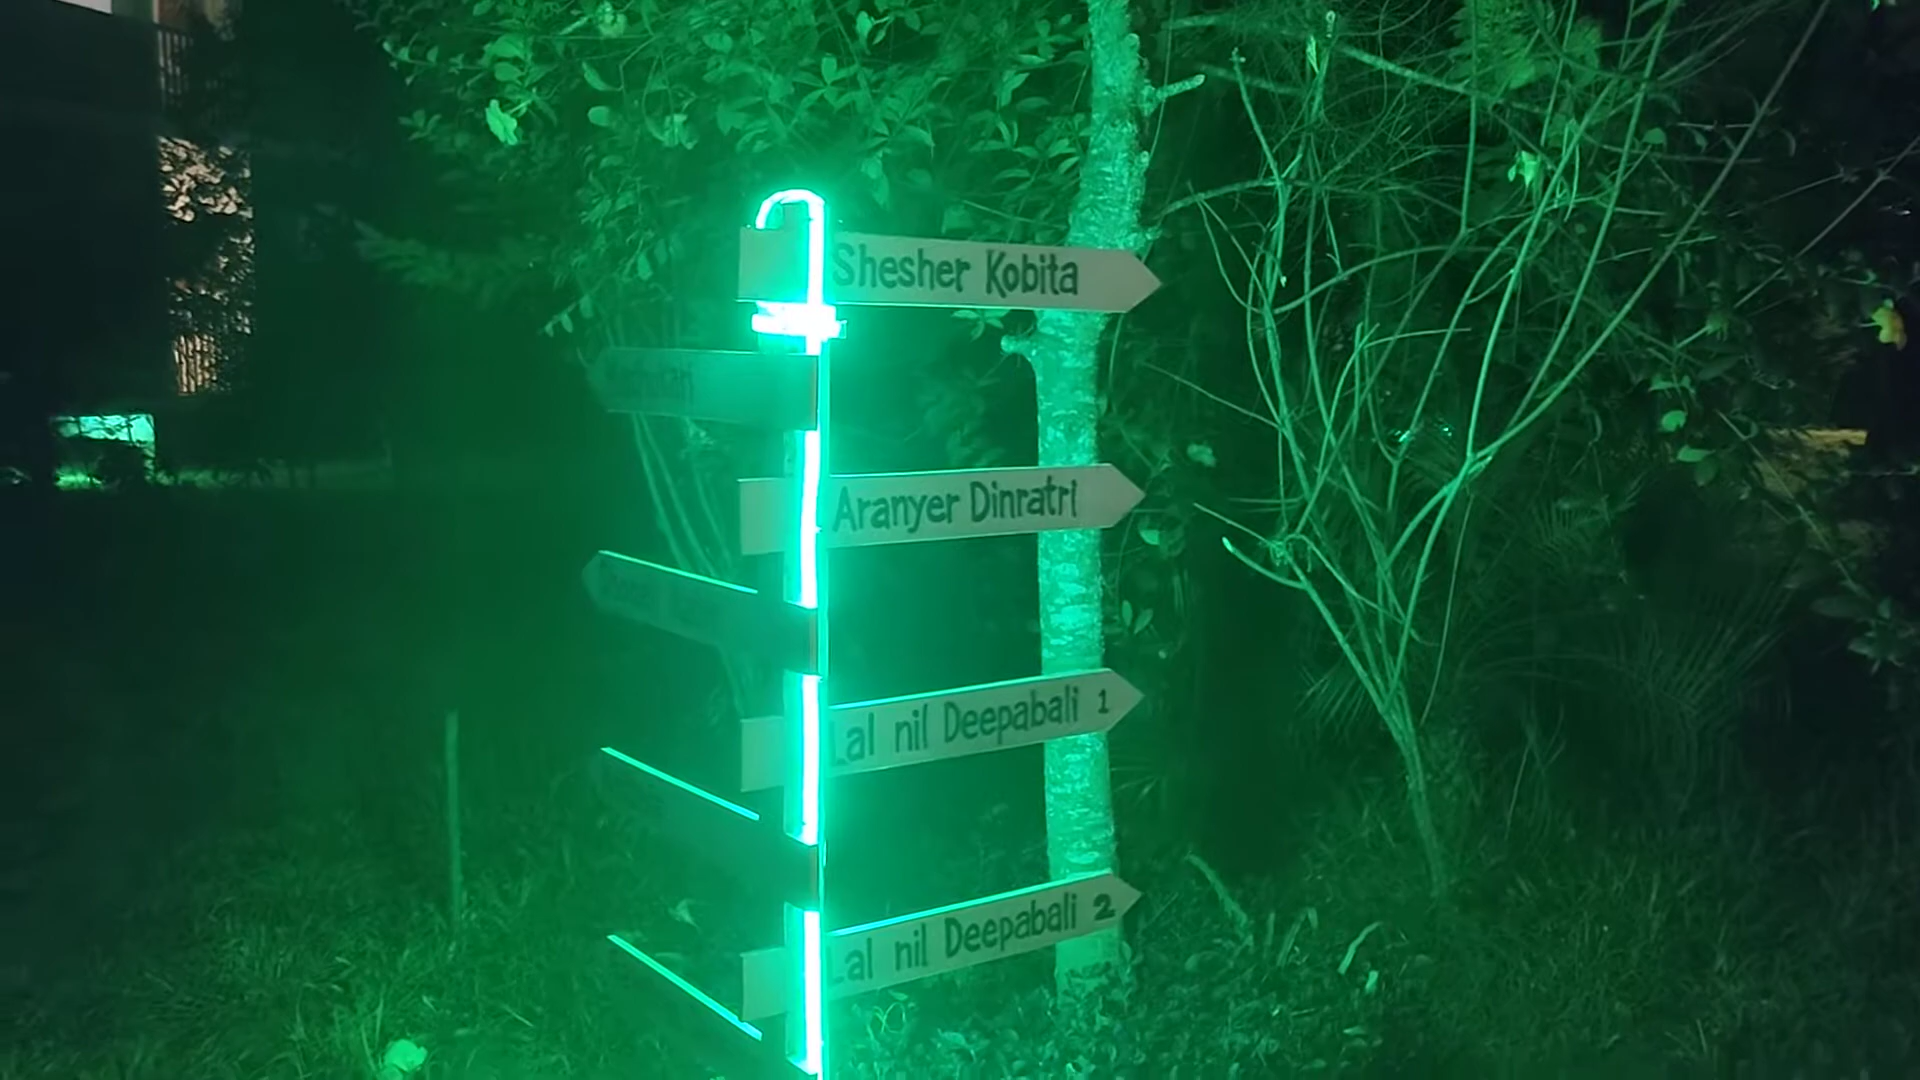 Shesher Kobita
Aranyer Dinratri
Lal nil Deepabali 1
Lal nil Deepabali 2